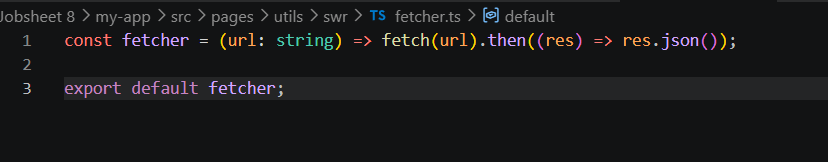 Jobsheet 8 > my-app > src > pages > utils > swr > TS fetcher.ts > default
1 const fetcher = (url: string) => fetch(url).then((res) => res.json());
2
3 export default fetcher;